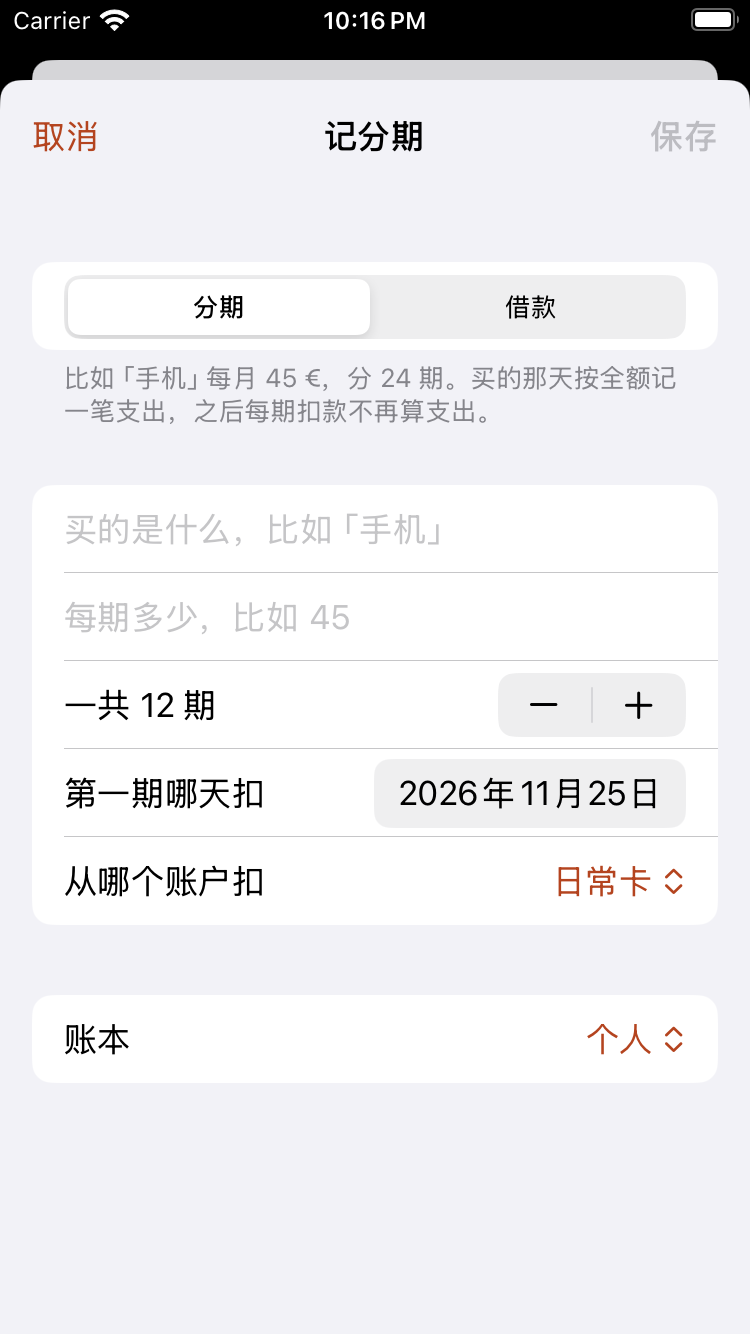 Carrier 10:16 PM
取消 记分期 保存
分期 借款
比如「手机」每月 45 €，分 24 期。买的那天按全额记
一笔支出，之后每期扣款不再算支出。
买的是什么，比如「手机」
每期多少，比如 45
一共 12 期
第一期哪天扣 2026年11月25日
从哪个账户扣 日常卡
账本 个人